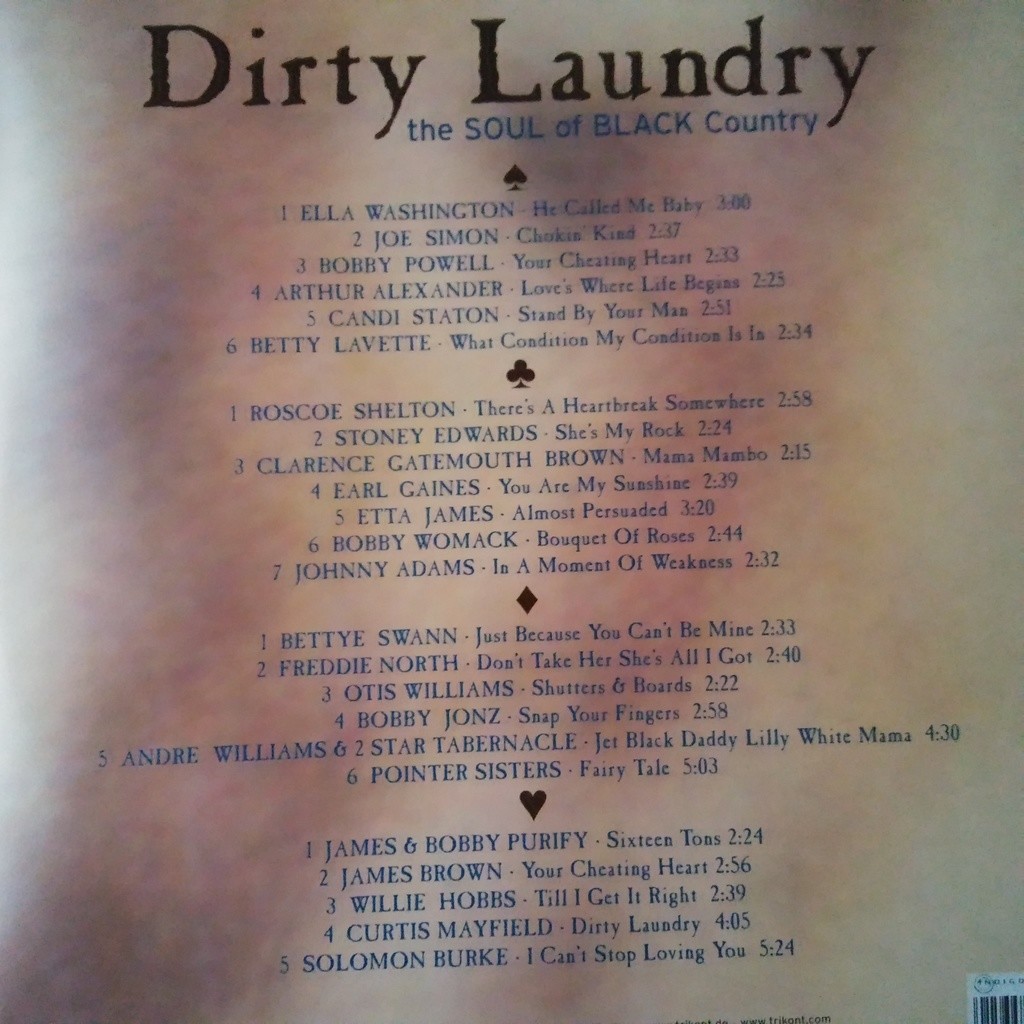 Dirty Laundry
the SOUL of BLACK Country
1 ELLA WASHINGTON · He Called Me Baby 3:00
2 JOE SIMON · Chokin' Kind 2:37
3 BOBBY POWELL · Your Cheating Heart 2:33
4 ARTHUR ALEXANDER · Love's Where Life Begins 2:25
5 CANDI STATON · Stand By Your Man 2:51
6 BETTY LAVETTE · What Condition My Condition Is In 2:34
1 ROSCOE SHELTON · There's A Heartbreak Somewhere 2:58
2 STONEY EDWARDS · She's My Rock 2:24
3 CLARENCE GATEMOUTH BROWN · Mama Mambo 2:15
4 EARL GAINES · You Are My Sunshine 2:39
5 ETTA JAMES · Almost Persuaded 3:20
6 BOBBY WOMACK · Bouquet Of Roses 2:44
7 JOHNNY ADAMS · In A Moment Of Weakness 2:32
1 BETTYE SWANN · Just Because You Can't Be Mine 2:33
2 FREDDIE NORTH · Don't Take Her She's All I Got 2:40
3 OTIS WILLIAMS · Shutters & Boards 2:22
4 BOBBY JONZ · Snap Your Fingers 2:58
5 ANDRE WILLIAMS & 2 STAR TABERNACLE · Jet Black Daddy Lilly White Mama 4:30
6 POINTER SISTERS · Fairy Tale 5:03
1 JAMES & BOBBY PURIFY · Sixteen Tons 2:24
2 JAMES BROWN · Your Cheating Heart 2:56
3 WILLIE HOBBS · Till I Get It Right 2:39
4 CURTIS MAYFIELD · Dirty Laundry 4:05
5 SOLOMON BURKE · I Can't Stop Loving You 5:24
www.trikont.com